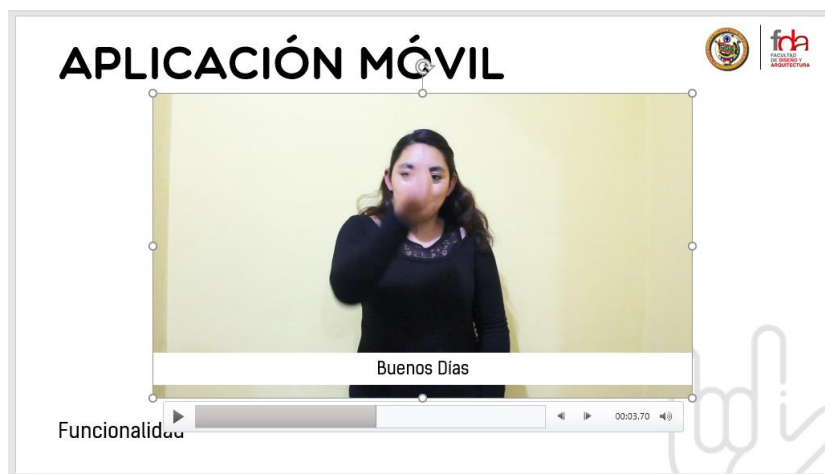 APLICACIÓN MÓVIL
fda
FACULTAD
DE DISEÑO Y
ARQUITECTURA
Buenos Días
00:03.70
Funcionalidad